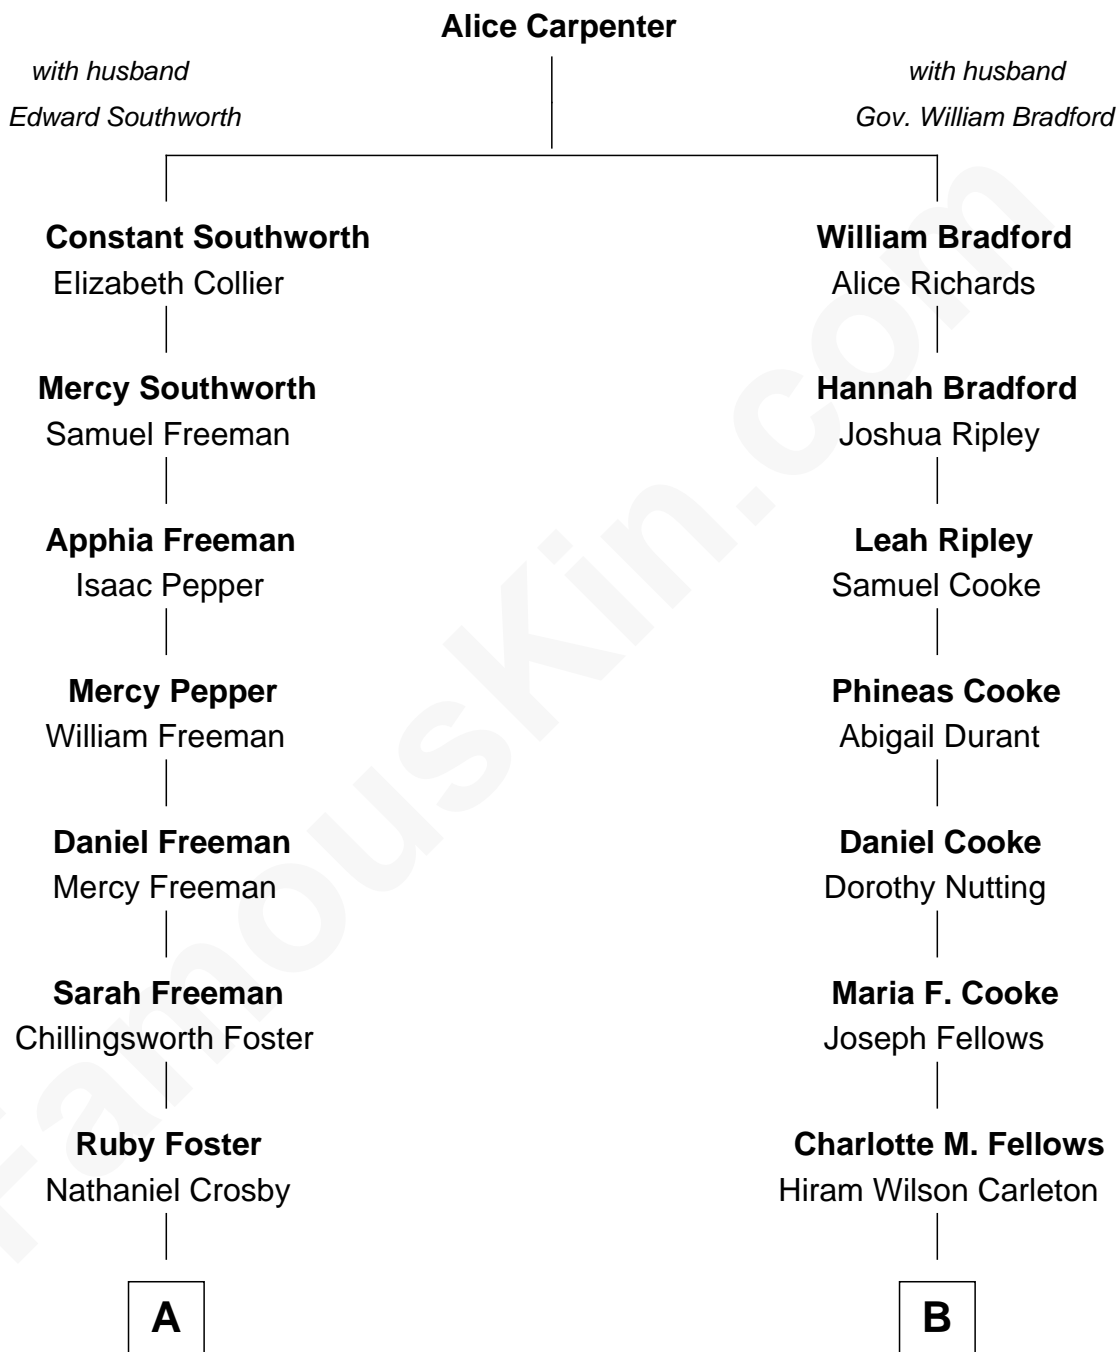 Alice Carpenter
with husband
Edward Southworth
with husband
Gov. William Bradford
Constant Southworth
Elizabeth Collier
William Bradford
Alice Richards
Mercy Southworth
Samuel Freeman
Hannah Bradford
Joshua Ripley
Apphia Freeman
Isaac Pepper
Leah Ripley
Samuel Cooke
Mercy Pepper
William Freeman
Phineas Cooke
Abigail Durant
Daniel Freeman
Mercy Freeman
Daniel Cooke
Dorothy Nutting
Sarah Freeman
Chillingsworth Foster
Maria F. Cooke
Joseph Fellows
Ruby Foster
Nathaniel Crosby
Charlotte M. Fellows
Hiram Wilson Carleton
A
B
FamousKin.com